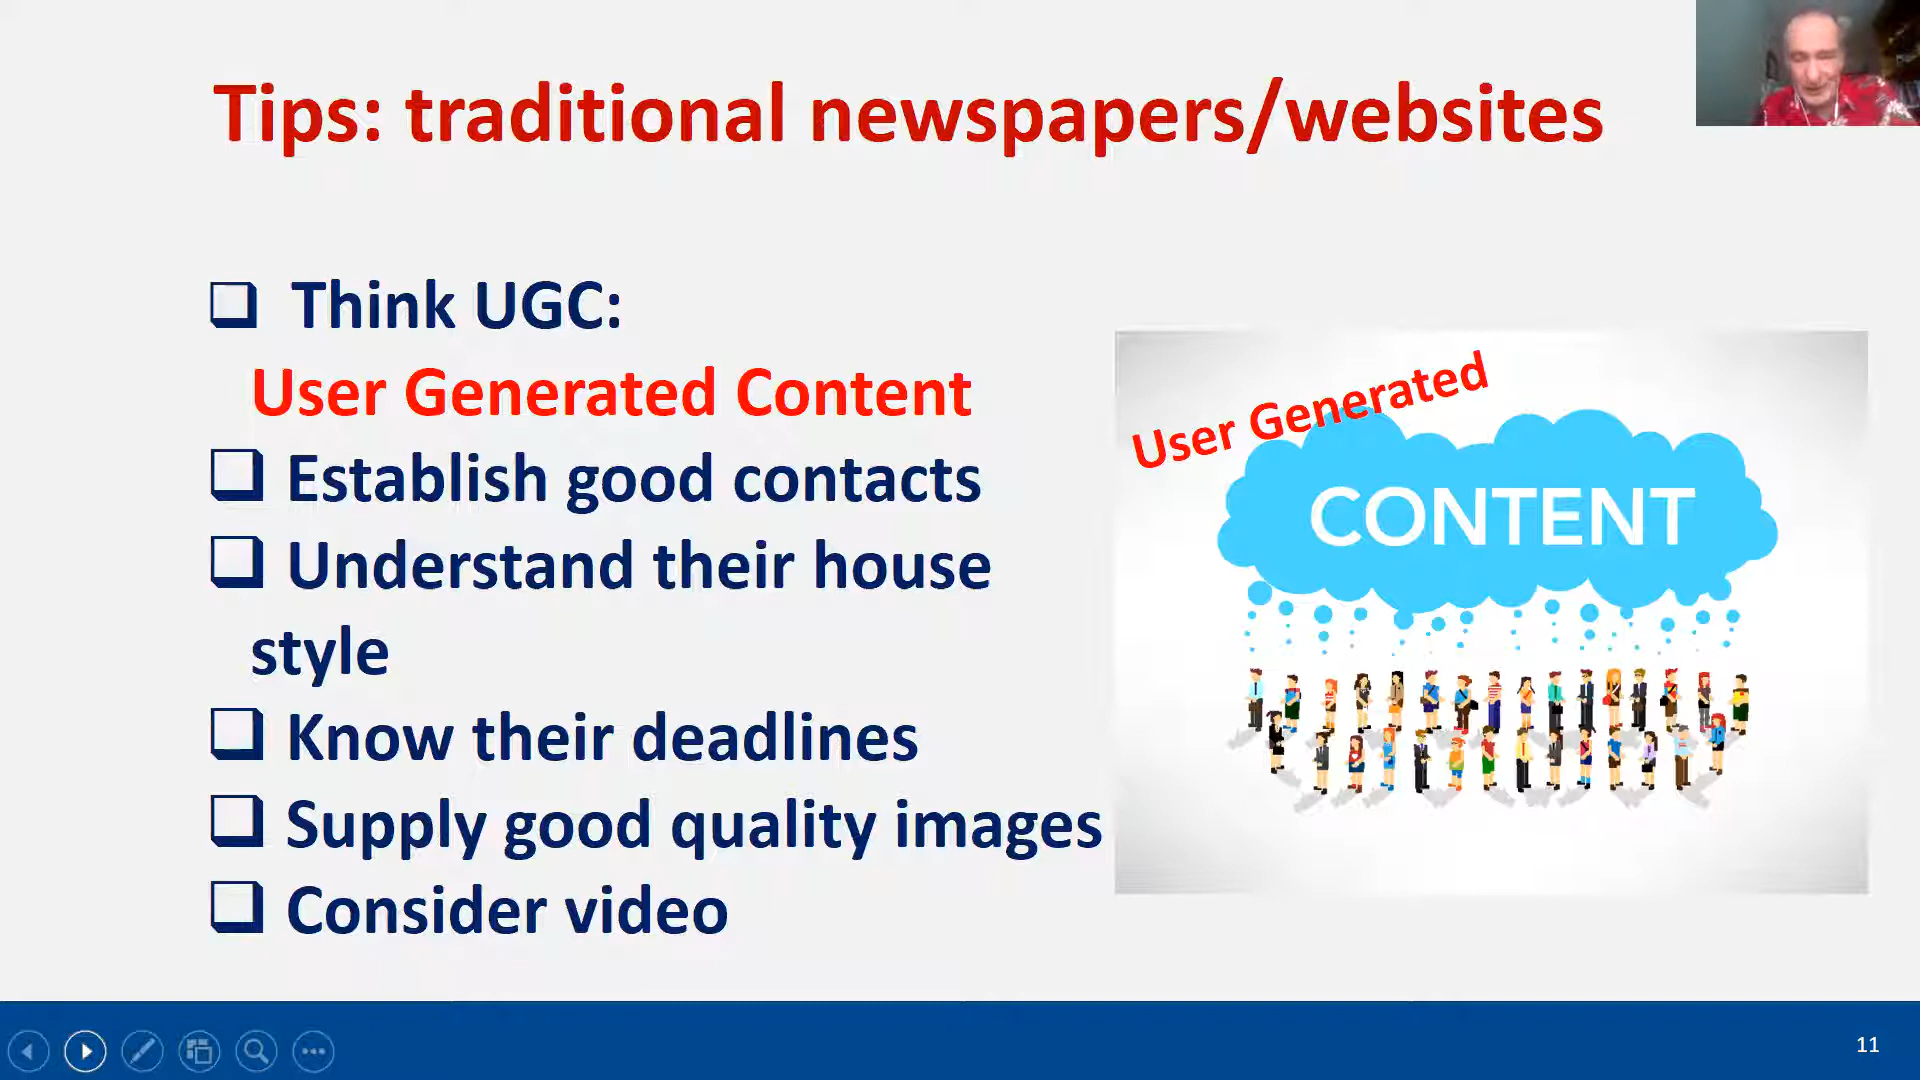 Tips: traditional newspapers/websites
Think UGC:
User Generated Content
Establish good contacts
Understand their house
style
Know their deadlines
Supply good quality images
Consider video
User Generated
CONTENT
11